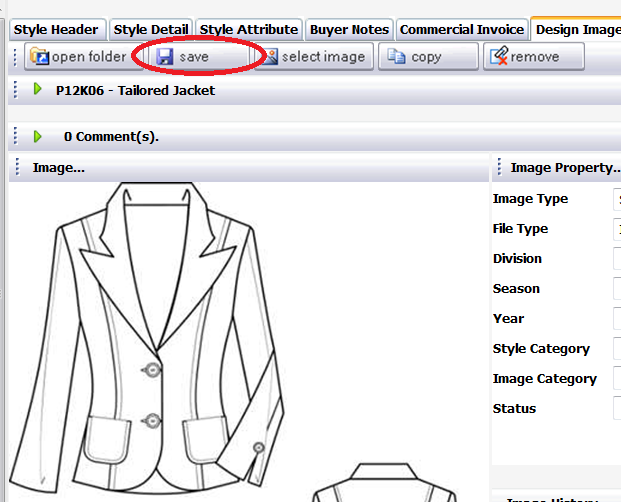 Style Header Style Detail Style Attribute Buyer Notes Commercial Invoice Design Image
open folder save select image copy remove
P12K06 - Tailored Jacket
0 Comment(s).
Image... Image Property..
Image Type
File Type
Division
Season
Year
Style Category
Image Category
Status